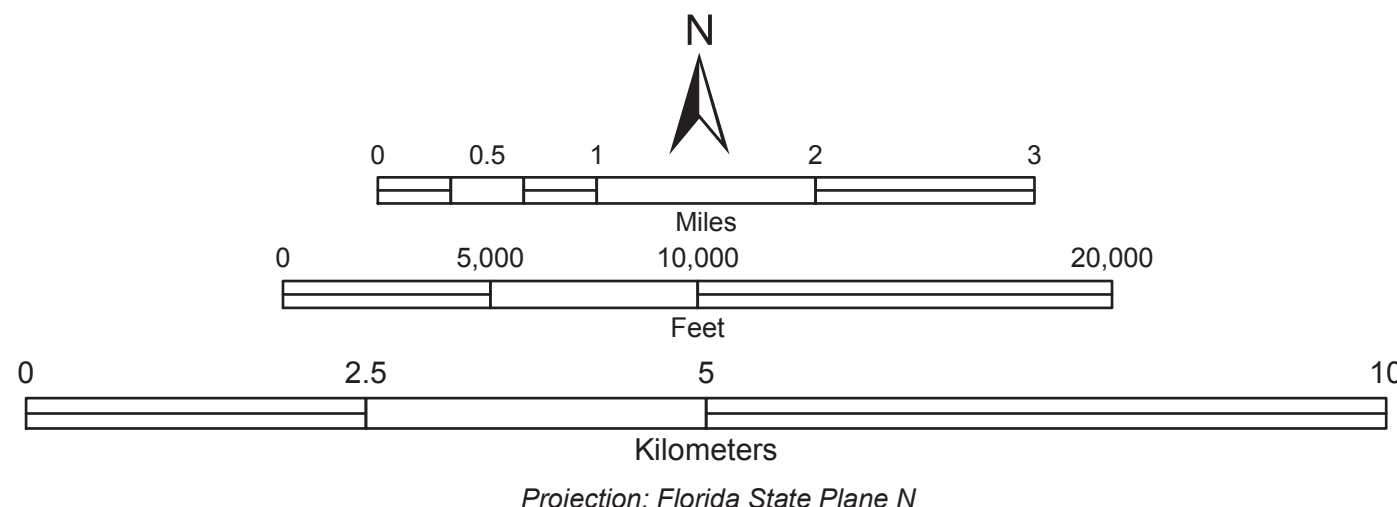 N
0 0.5 1 2 3
Miles
0 5,000 10,000 20,000
Feet
0 2.5 5 10
Kilometers
Projection: Florida State Plane N